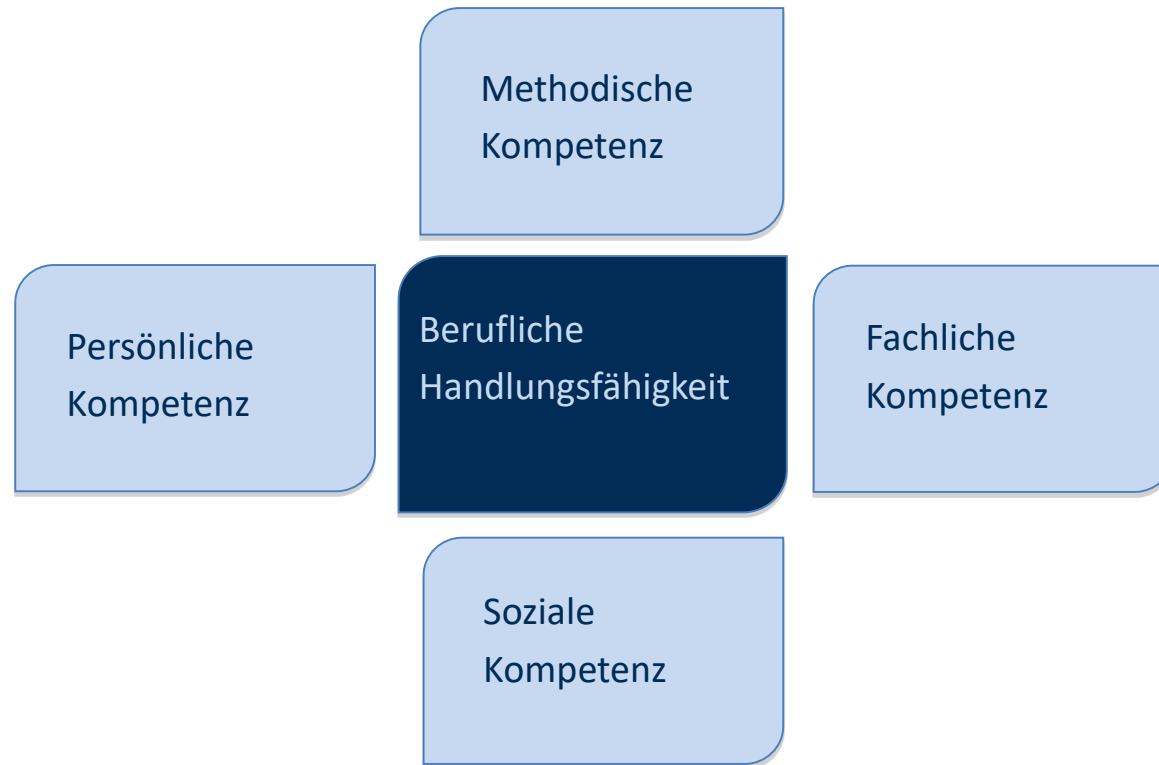 Methodische
Kompetenz
Persönliche
Kompetenz
Berufliche
Handlungsfähigkeit
Fachliche
Kompetenz
Soziale
Kompetenz